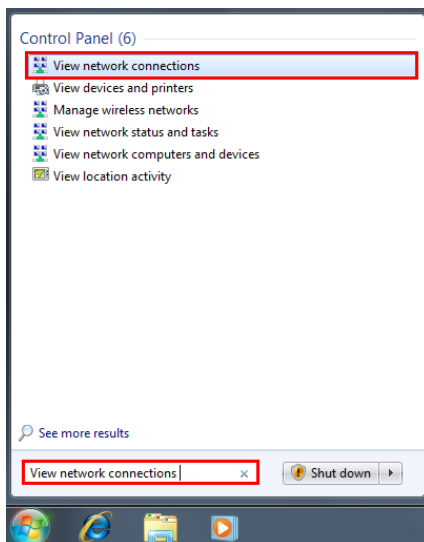 Control Panel (6)
View network connections
View devices and printers
Manage wireless networks
View network status and tasks
View network computers and devices
View location activity
See more results
View network connections
Shut down